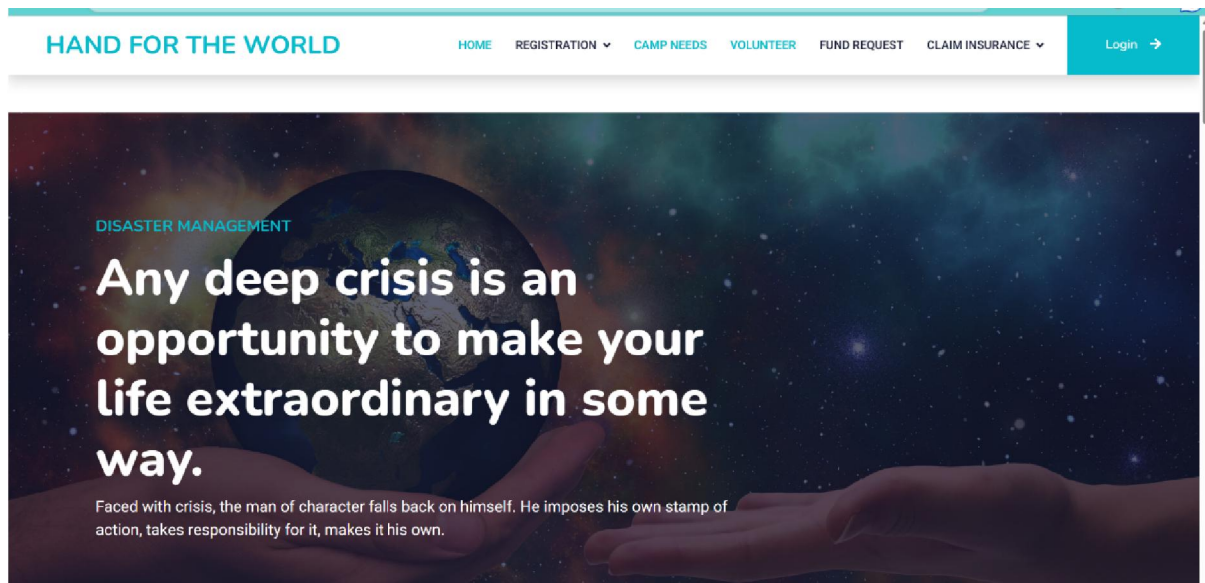 HAND FOR THE WORLD
HOME REGISTRATION CAMP NEEDS VOLUNTEER FUND REQUEST CLAIM INSURANCE Login
DISASTER MANAGEMENT
Any deep crisis is an
opportunity to make your
life extraordinary in some
way.
Faced with crisis, the man of character falls back on himself. He imposes his own stamp of
action, takes responsibility for it, makes it his own.